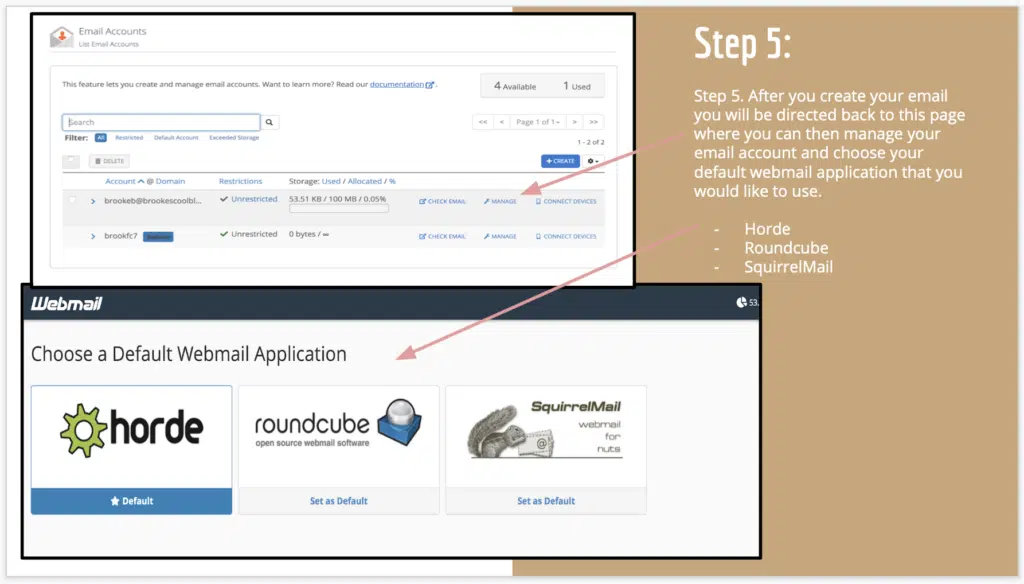 Email Accounts
List Email Accounts
This feature lets you create and manage email accounts. Want to learn more? Read our documentation.
4 Available 1 Used
Search
<< < Page 1 of 1 > >>
Filter: All Restricted Default Account Exceeded Storage
1 - 2 of 2
DELETE
+ CREATE
Account @ Domain Restrictions Storage: Used / Allocated / %
brookeb@brookescoolbl... Unrestricted 53.51 KB / 100 MB / 0.05% CHECK EMAIL MANAGE CONNECT DEVICES
brookfc7 Unrestricted 0 bytes / ∞ CHECK EMAIL MANAGE CONNECT DEVICES
Step 5:
Step 5. After you create your email
you will be directed back to this page
where you can then manage your
email account and choose your
default webmail application that you
would like to use.
- Horde
- Roundcube
- SquirrelMail
Webmail
53.
Choose a Default Webmail Application
horde
Default
roundcube
open source webmail software
Set as Default
SquirrelMail
webmail
for
nuts
@
Set as Default